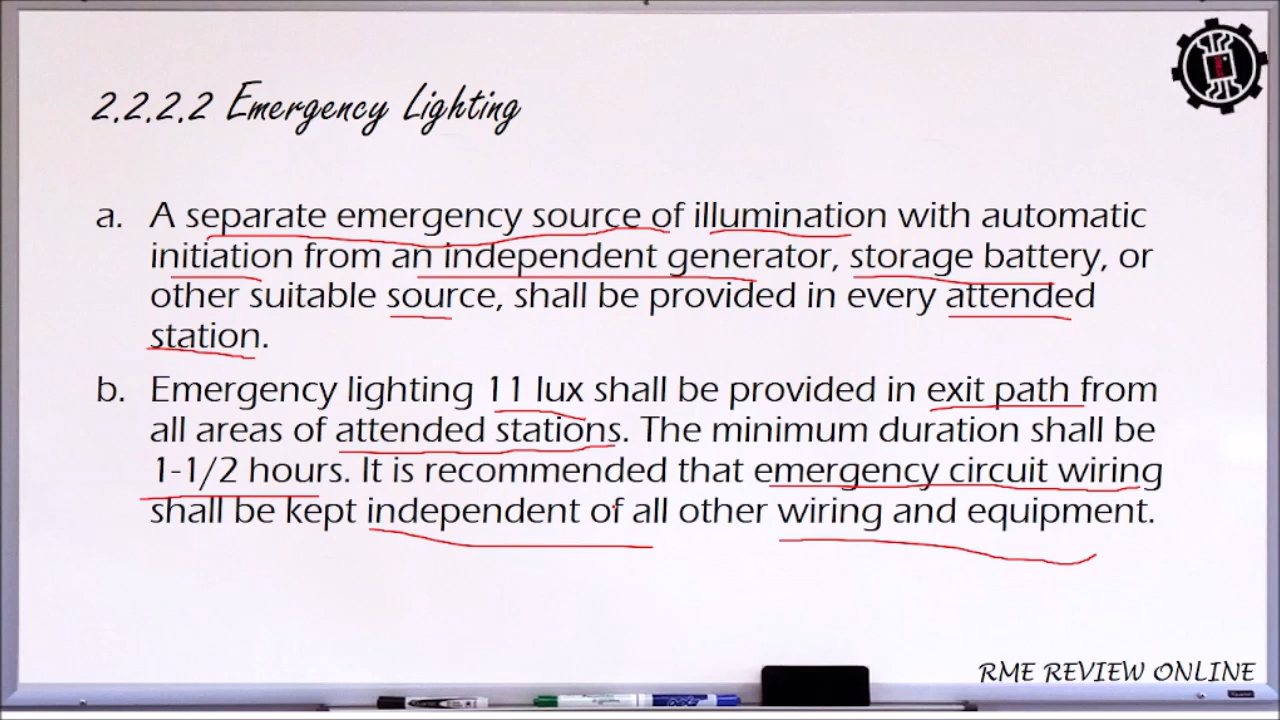 2.2.2.2 Emergency Lighting
a. A separate emergency source of illumination with automatic
initiation from an independent generator, storage battery, or
other suitable source, shall be provided in every attended
station.
b. Emergency lighting 11 lux shall be provided in exit path from
all areas of attended stations. The minimum duration shall be
1-1/2 hours. It is recommended that emergency circuit wiring
shall be kept independent of all other wiring and equipment.
RME REVIEW ONLINE